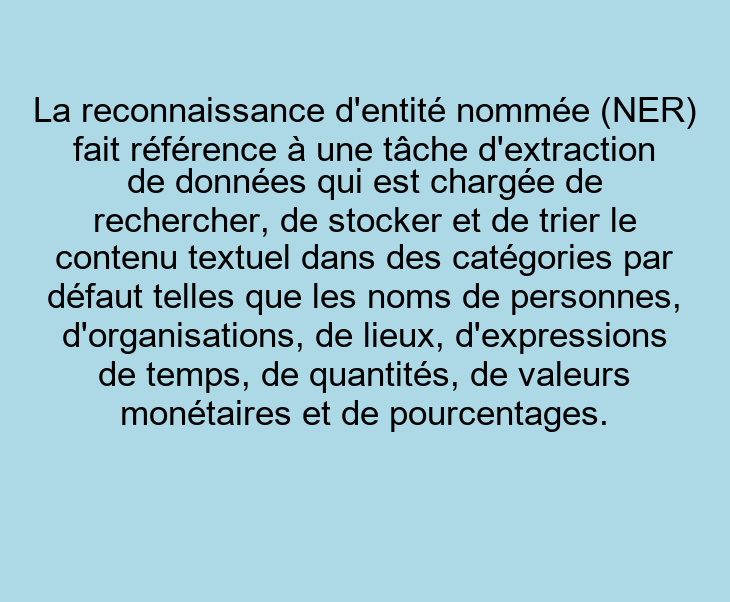 La reconnaissance d'entité nommée (NER)
fait référence à une tâche d'extraction
de données qui est chargée de
rechercher, de stocker et de trier le
contenu textuel dans des catégories par
défaut telles que les noms de personnes,
d'organisations, de lieux, d'expressions
de temps, de quantités, de valeurs
monétaires et de pourcentages.